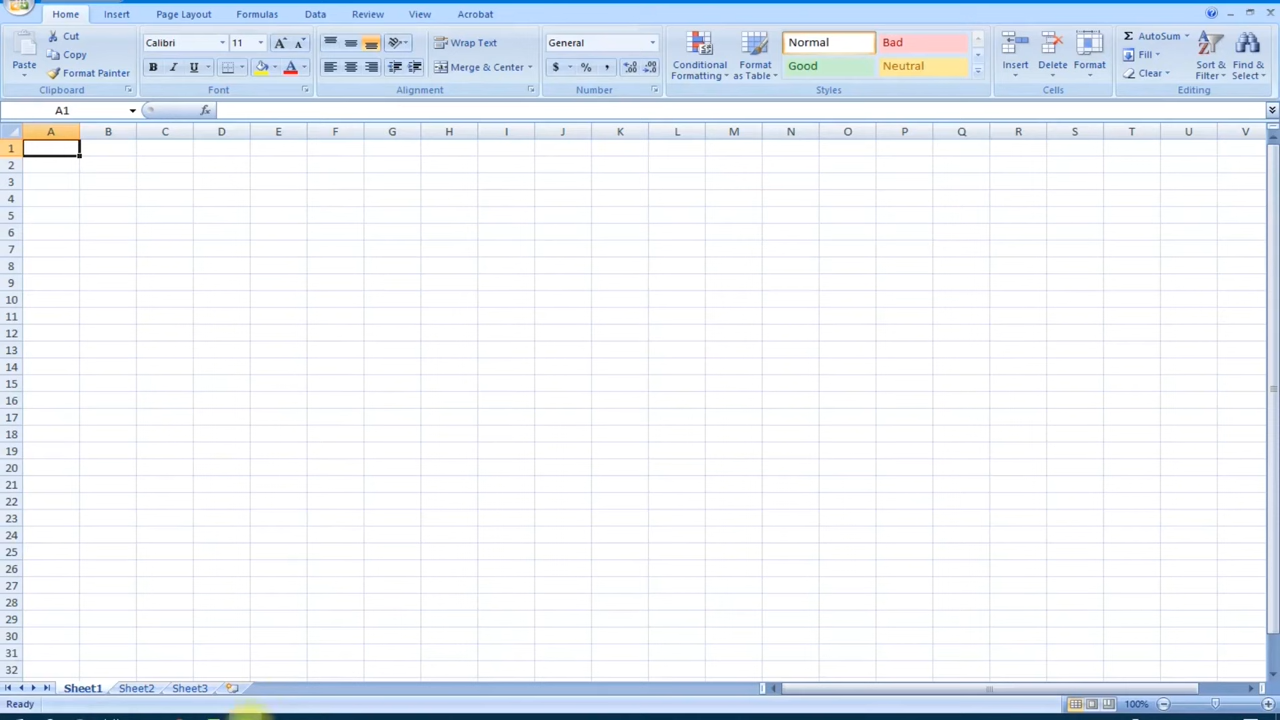 Home Insert Page Layout Formulas Data Review View Acrobat
Cut
Copy
Format Painter
Paste
Clipboard
Calibri 11
B I U A
Font
Wrap Text
Merge & Center
Alignment
General
$ % ,
Number
Conditional Formatting
Format as Table
Normal Bad
Good Neutral
Styles
Insert Delete Format
Cells
Σ AutoSum
Fill
Clear
Sort & Filter
Find & Select
Editing
A1 fx
A B C D E F G H I J K L M N O P Q R S T U V
1
2
3
4
5
6
7
8
9
10
11
12
13
14
15
16
17
18
19
20
21
22
23
24
25
26
27
28
29
30
31
32
Sheet1 Sheet2 Sheet3
Ready 100%